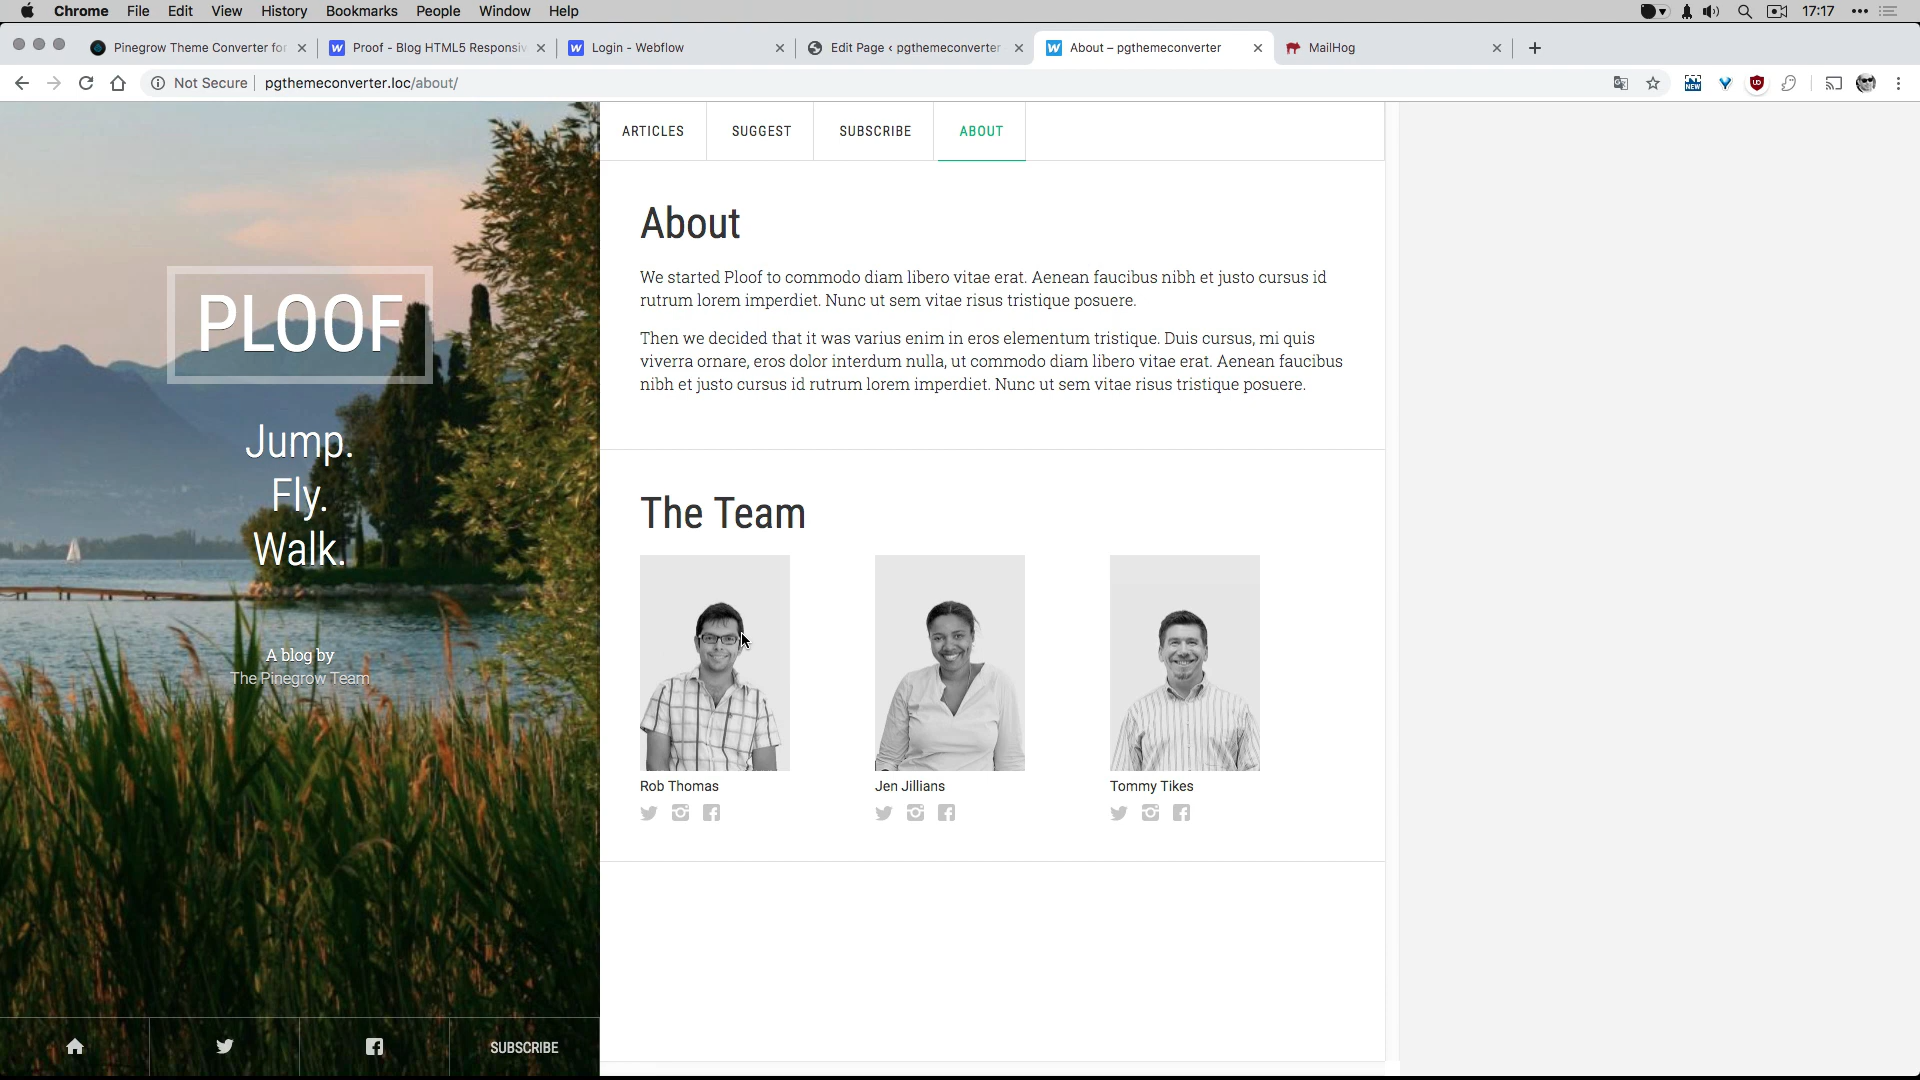 Chrome File Edit View History Bookmarks People Window Help 17:17
Pinegrow Theme Converter for
Proof - Blog HTML5 Responsiv
Login - Webflow
Edit Page ‹ pgthemeconverter
About – pgthemeconverter
MailHog
Not Secure pgthemeconverter.loc/about/
NEW
PLOOF
Jump.
Fly.
Walk.
A blog by
The Pinegrow Team
SUBSCRIBE
ARTICLES SUGGEST SUBSCRIBE ABOUT
About
We started Ploof to commodo diam libero vitae erat. Aenean faucibus nibh et justo cursus id
rutrum lorem imperdiet. Nunc ut sem vitae risus tristique posuere.
Then we decided that it was varius enim in eros elementum tristique. Duis cursus, mi quis
viverra ornare, eros dolor interdum nulla, ut commodo diam libero vitae erat. Aenean faucibus
nibh et justo cursus id rutrum lorem imperdiet. Nunc ut sem vitae risus tristique posuere.
The Team
Rob Thomas
Jen Jillians
Tommy Tikes